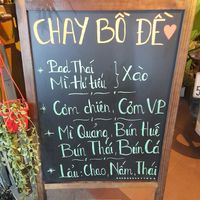 CHAY BỒ ĐỀ
+ Pad Thái
Mì Hủ tiếu } Xào
+ Cơm chiên, Cơm V.P
+ Mì Quảng, Bún Huế
Bún Thái, Bún Cá
+ Lẩu: Chao, Nấm, Thái